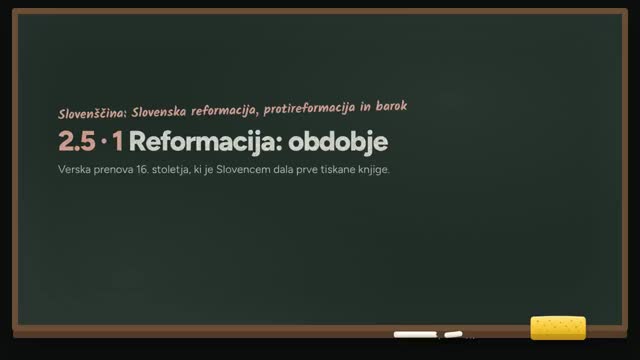 Slovenščina: Slovenska reformacija, protireformacija in barok
2.5 · 1 Reformacija: obdobje
Verska prenova 16. stoletja, ki je Slovencem dala prve tiskane knjige.